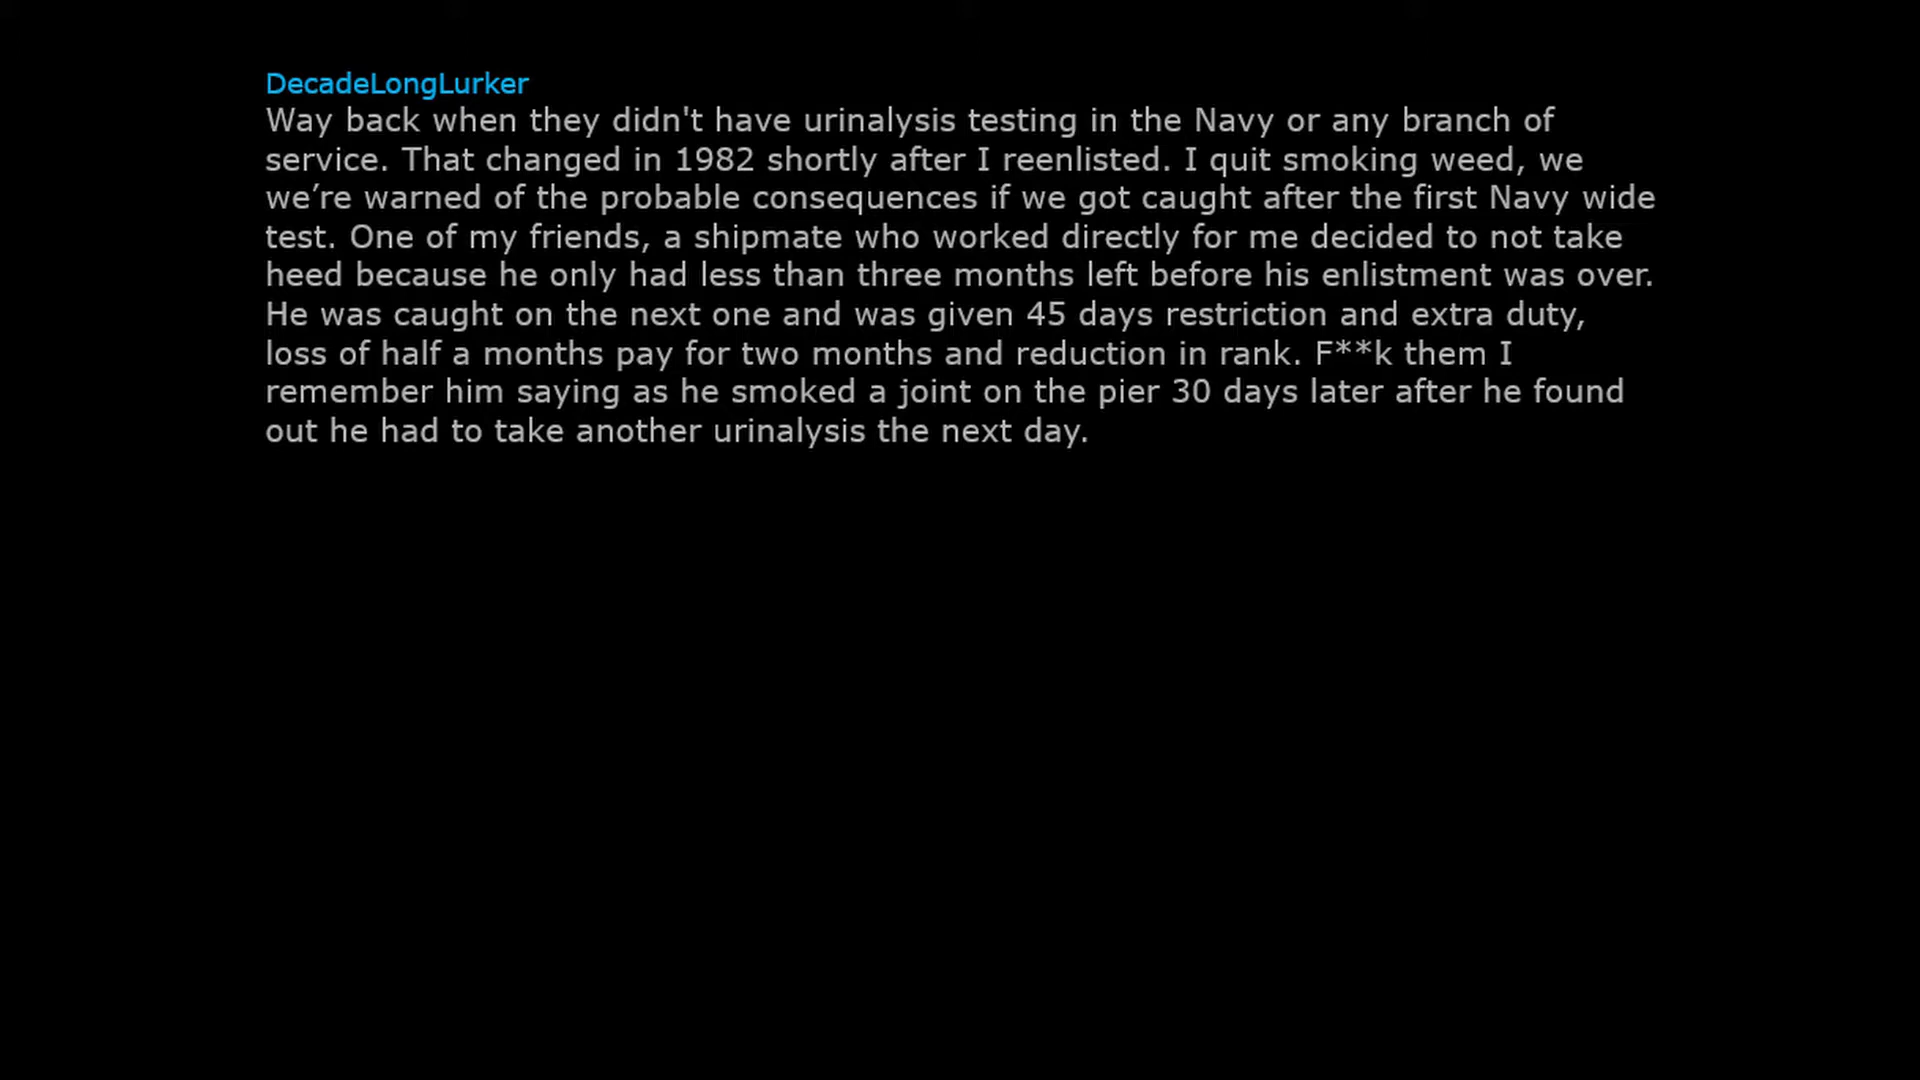 DecadeLongLurker
Way back when they didn't have urinalysis testing in the Navy or any branch of
service. That changed in 1982 shortly after I reenlisted. I quit smoking weed, we
we’re warned of the probable consequences if we got caught after the first Navy wide
test. One of my friends, a shipmate who worked directly for me decided to not take
heed because he only had less than three months left before his enlistment was over.
He was caught on the next one and was given 45 days restriction and extra duty,
loss of half a months pay for two months and reduction in rank. F**k them I
remember him saying as he smoked a joint on the pier 30 days later after he found
out he had to take another urinalysis the next day.